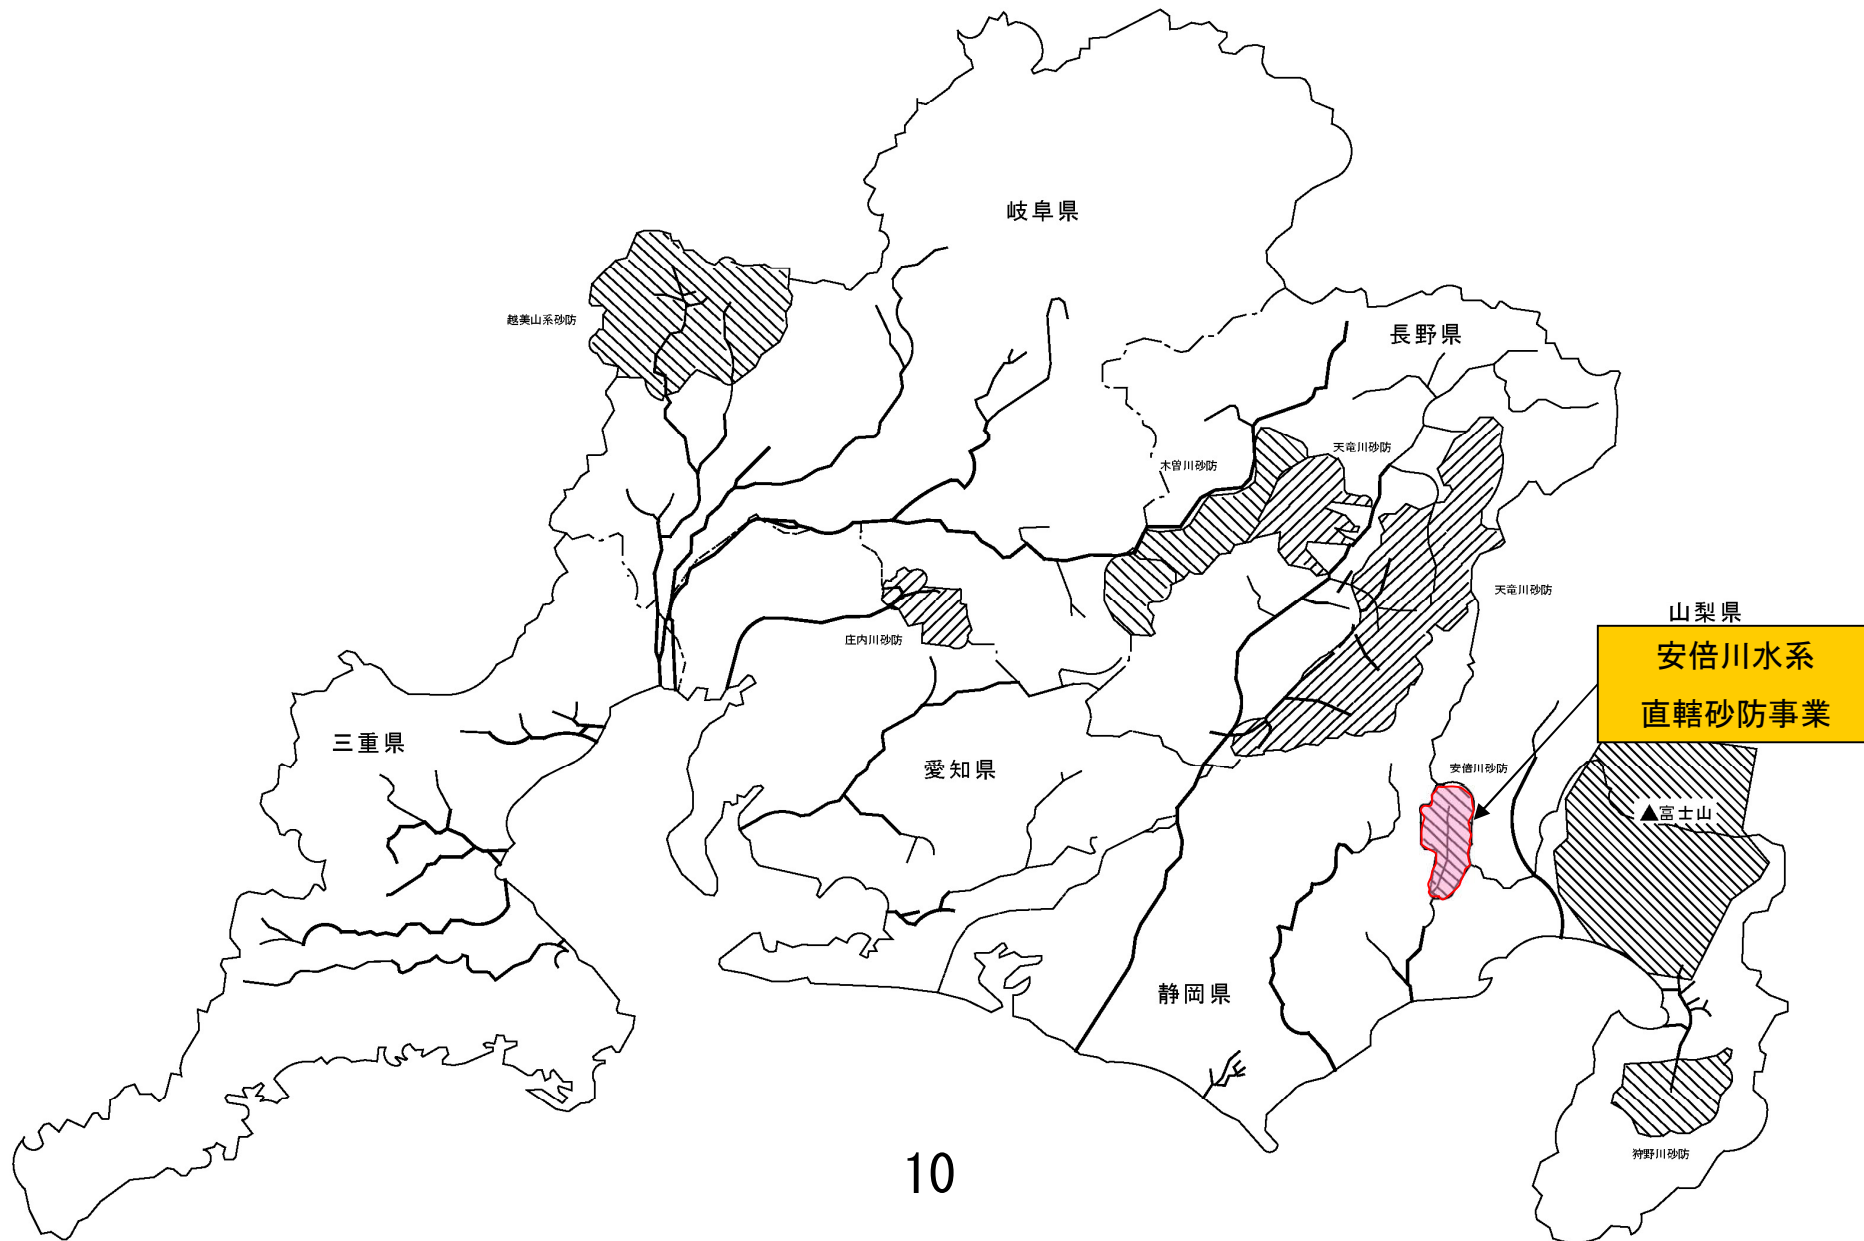 岐阜県
越美山系砂防
長野県
天竜川砂防
木曽川砂防
天竜川砂防
山梨県
庄内川砂防
安倍川水系
直轄砂防事業
三重県
愛知県
安倍川砂防
▲富士山
静岡県
狩野川砂防
10